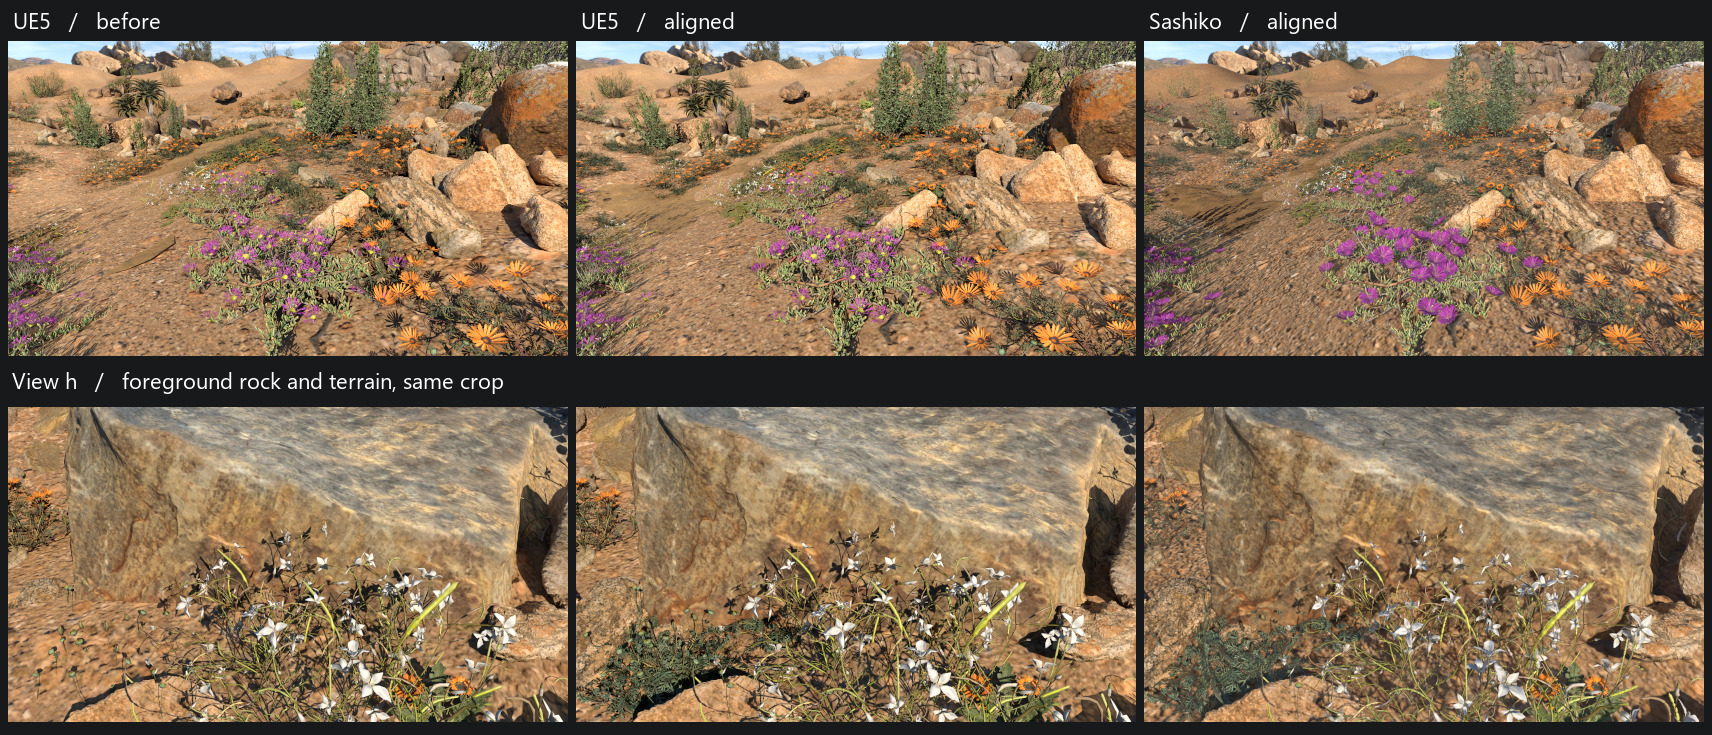 UE5 / before
UE5 / aligned
Sashiko / aligned
View h / foreground rock and terrain, same crop